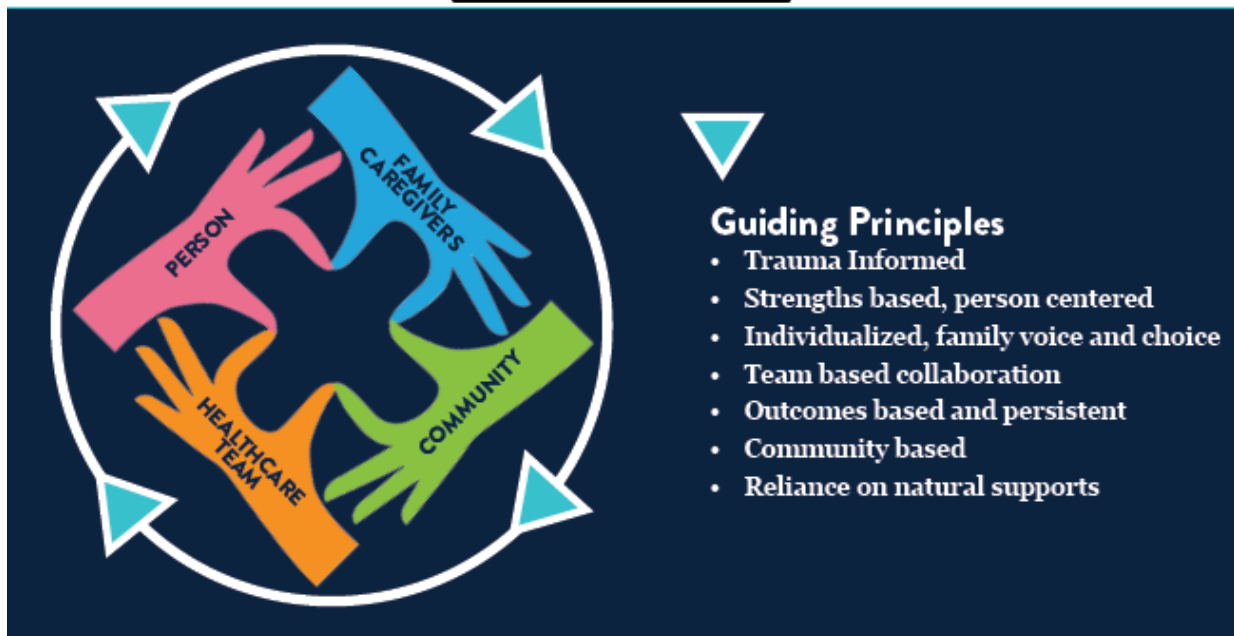 PERSON
FAMILY
CAREGIVERS
HEALTHCARE
TEAM
COMMUNITY
Guiding Principles
• Trauma Informed
• Strengths based, person centered
• Individualized, family voice and choice
• Team based collaboration
• Outcomes based and persistent
• Community based
• Reliance on natural supports